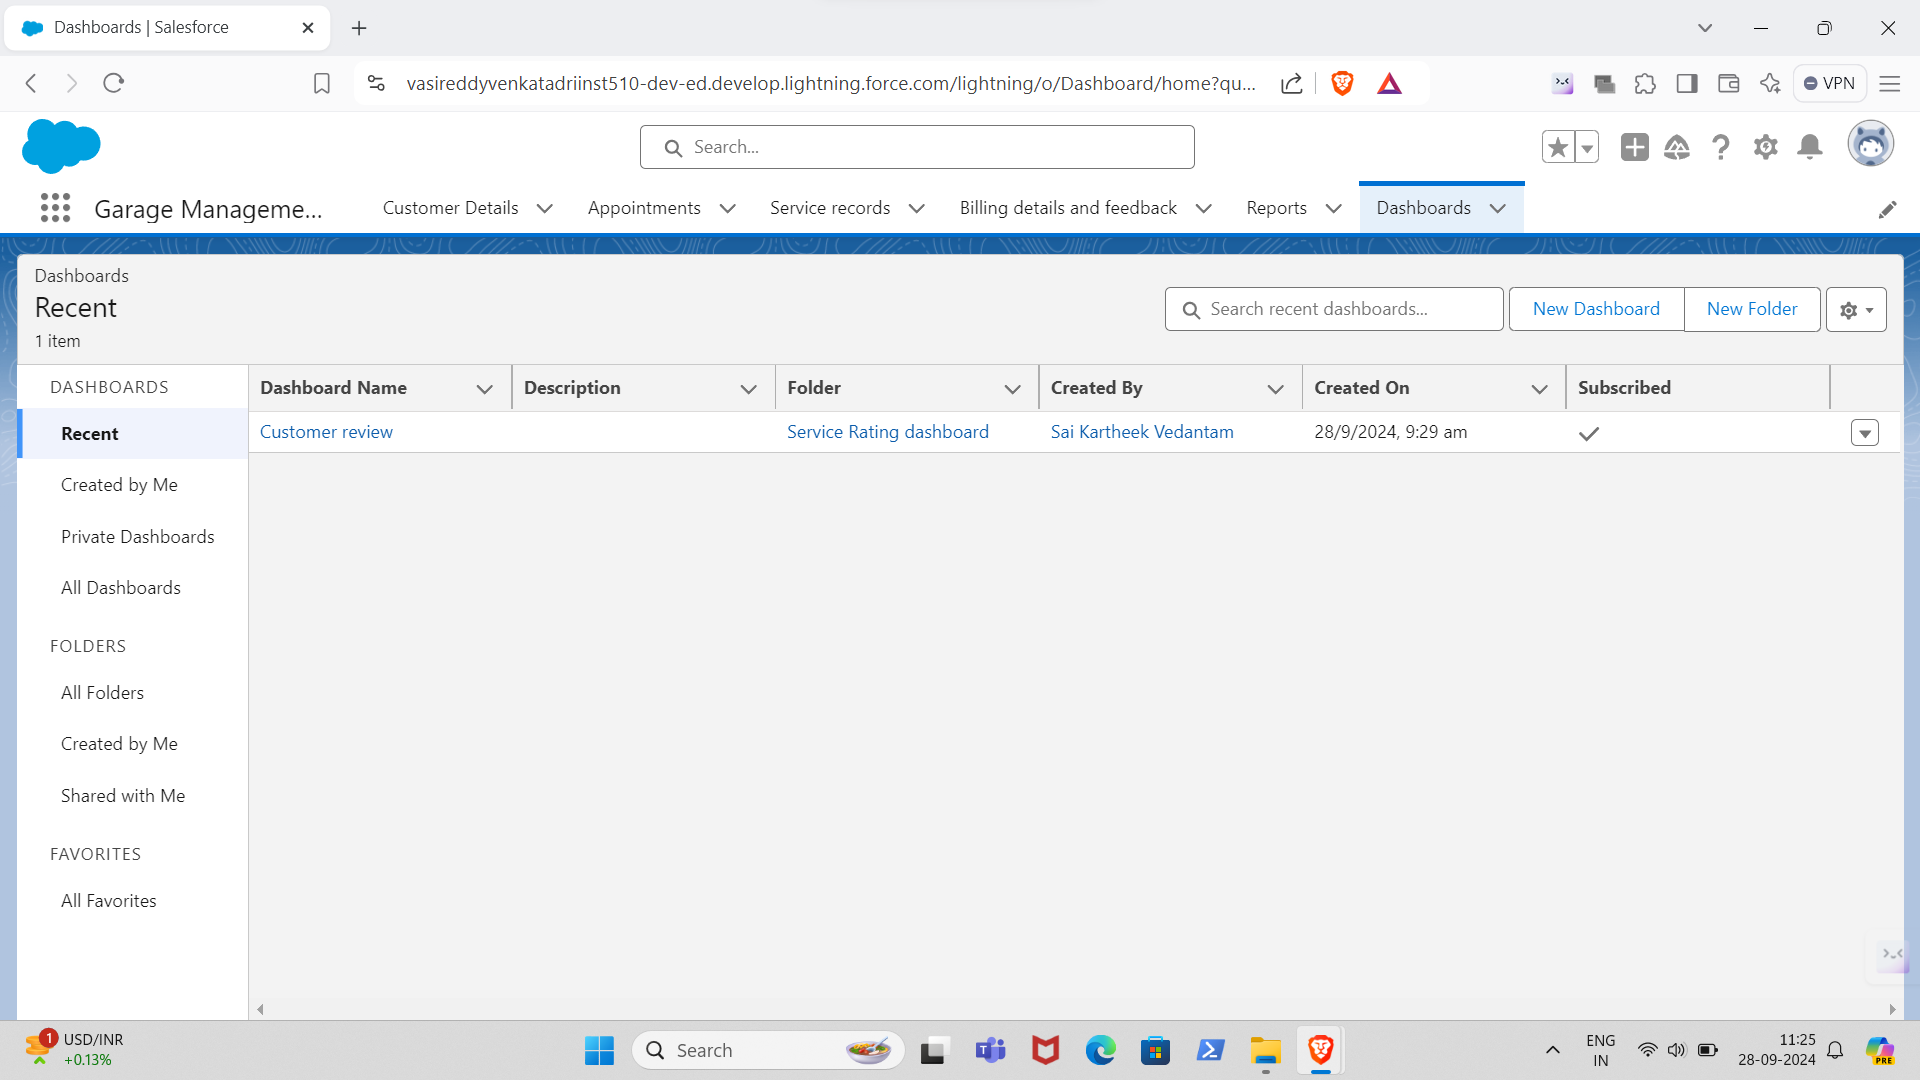 Dashboards | Salesforce
vasireddyvenkatadriinst510-dev-ed.develop.lightning.force.com/lightning/o/Dashboard/home?qu...
VPN
Search...
Garage Manageme...
Customer Details
Appointments
Service records
Billing details and feedback
Reports
Dashboards
Dashboards
Recent
1 item
Search recent dashboards...
New Dashboard
New Folder
DASHBOARDS
Recent
Created by Me
Private Dashboards
All Dashboards
FOLDERS
All Folders
Created by Me
Shared with Me
FAVORITES
All Favorites
Dashboard Name Description Folder Created By Created On Subscribed
Customer review Service Rating dashboard Sai Kartheek Vedantam 28/9/2024, 9:29 am
1
USD/INR
+0.13%
Search
ENG
IN
11:25
28-09-2024
PRE